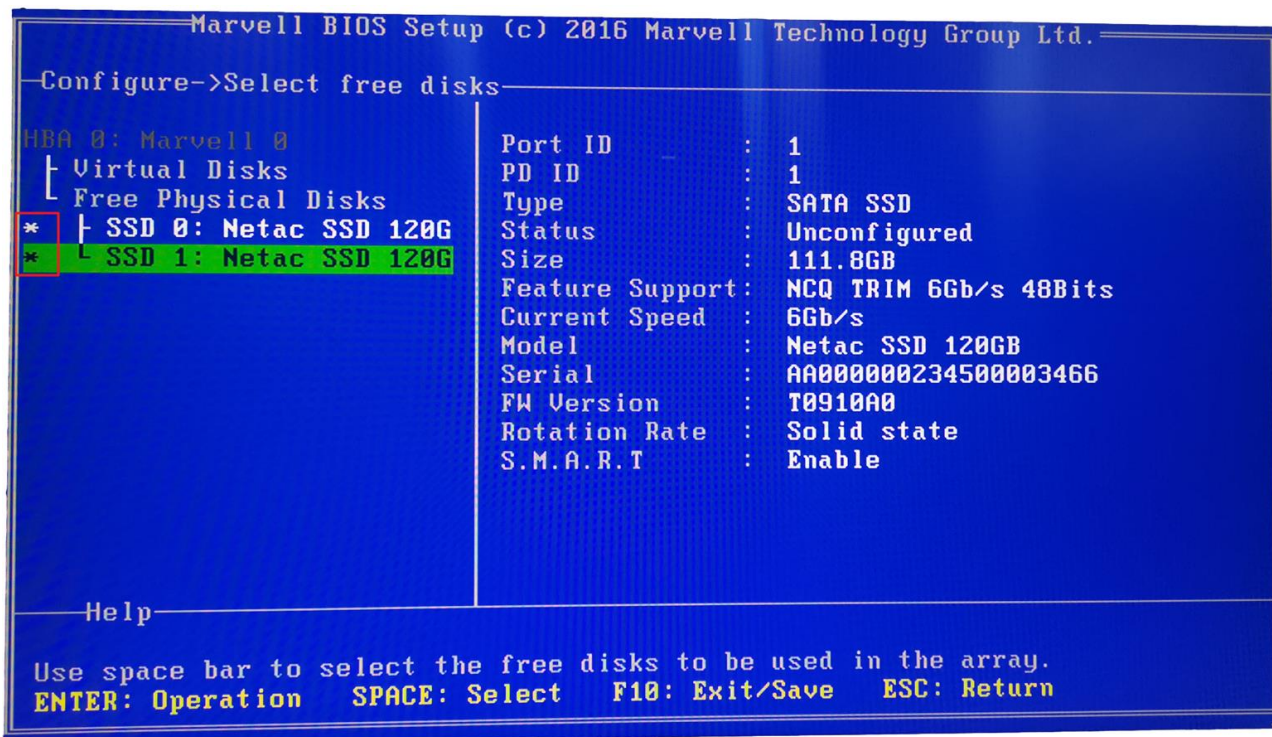 Marvell BIOS Setup (c) 2016 Marvell Technology Group Ltd.
Configure->Select free disks
HBA 0: Marvell 0
Virtual Disks
Free Physical Disks
* SSD 0: Netac SSD 120G
* SSD 1: Netac SSD 120G
Port ID : 1
PD ID : 1
Type : SATA SSD
Status : Unconfigured
Size : 111.8GB
Feature Support: NCQ TRIM 6Gb/s 48Bits
Current Speed : 6Gb/s
Model : Netac SSD 120GB
Serial : AA000000234500003466
FW Version : T0910A0
Rotation Rate : Solid state
S.M.A.R.T : Enable
Help
Use space bar to select the free disks to be used in the array.
ENTER: Operation SPACE: Select F10: Exit/Save ESC: Return